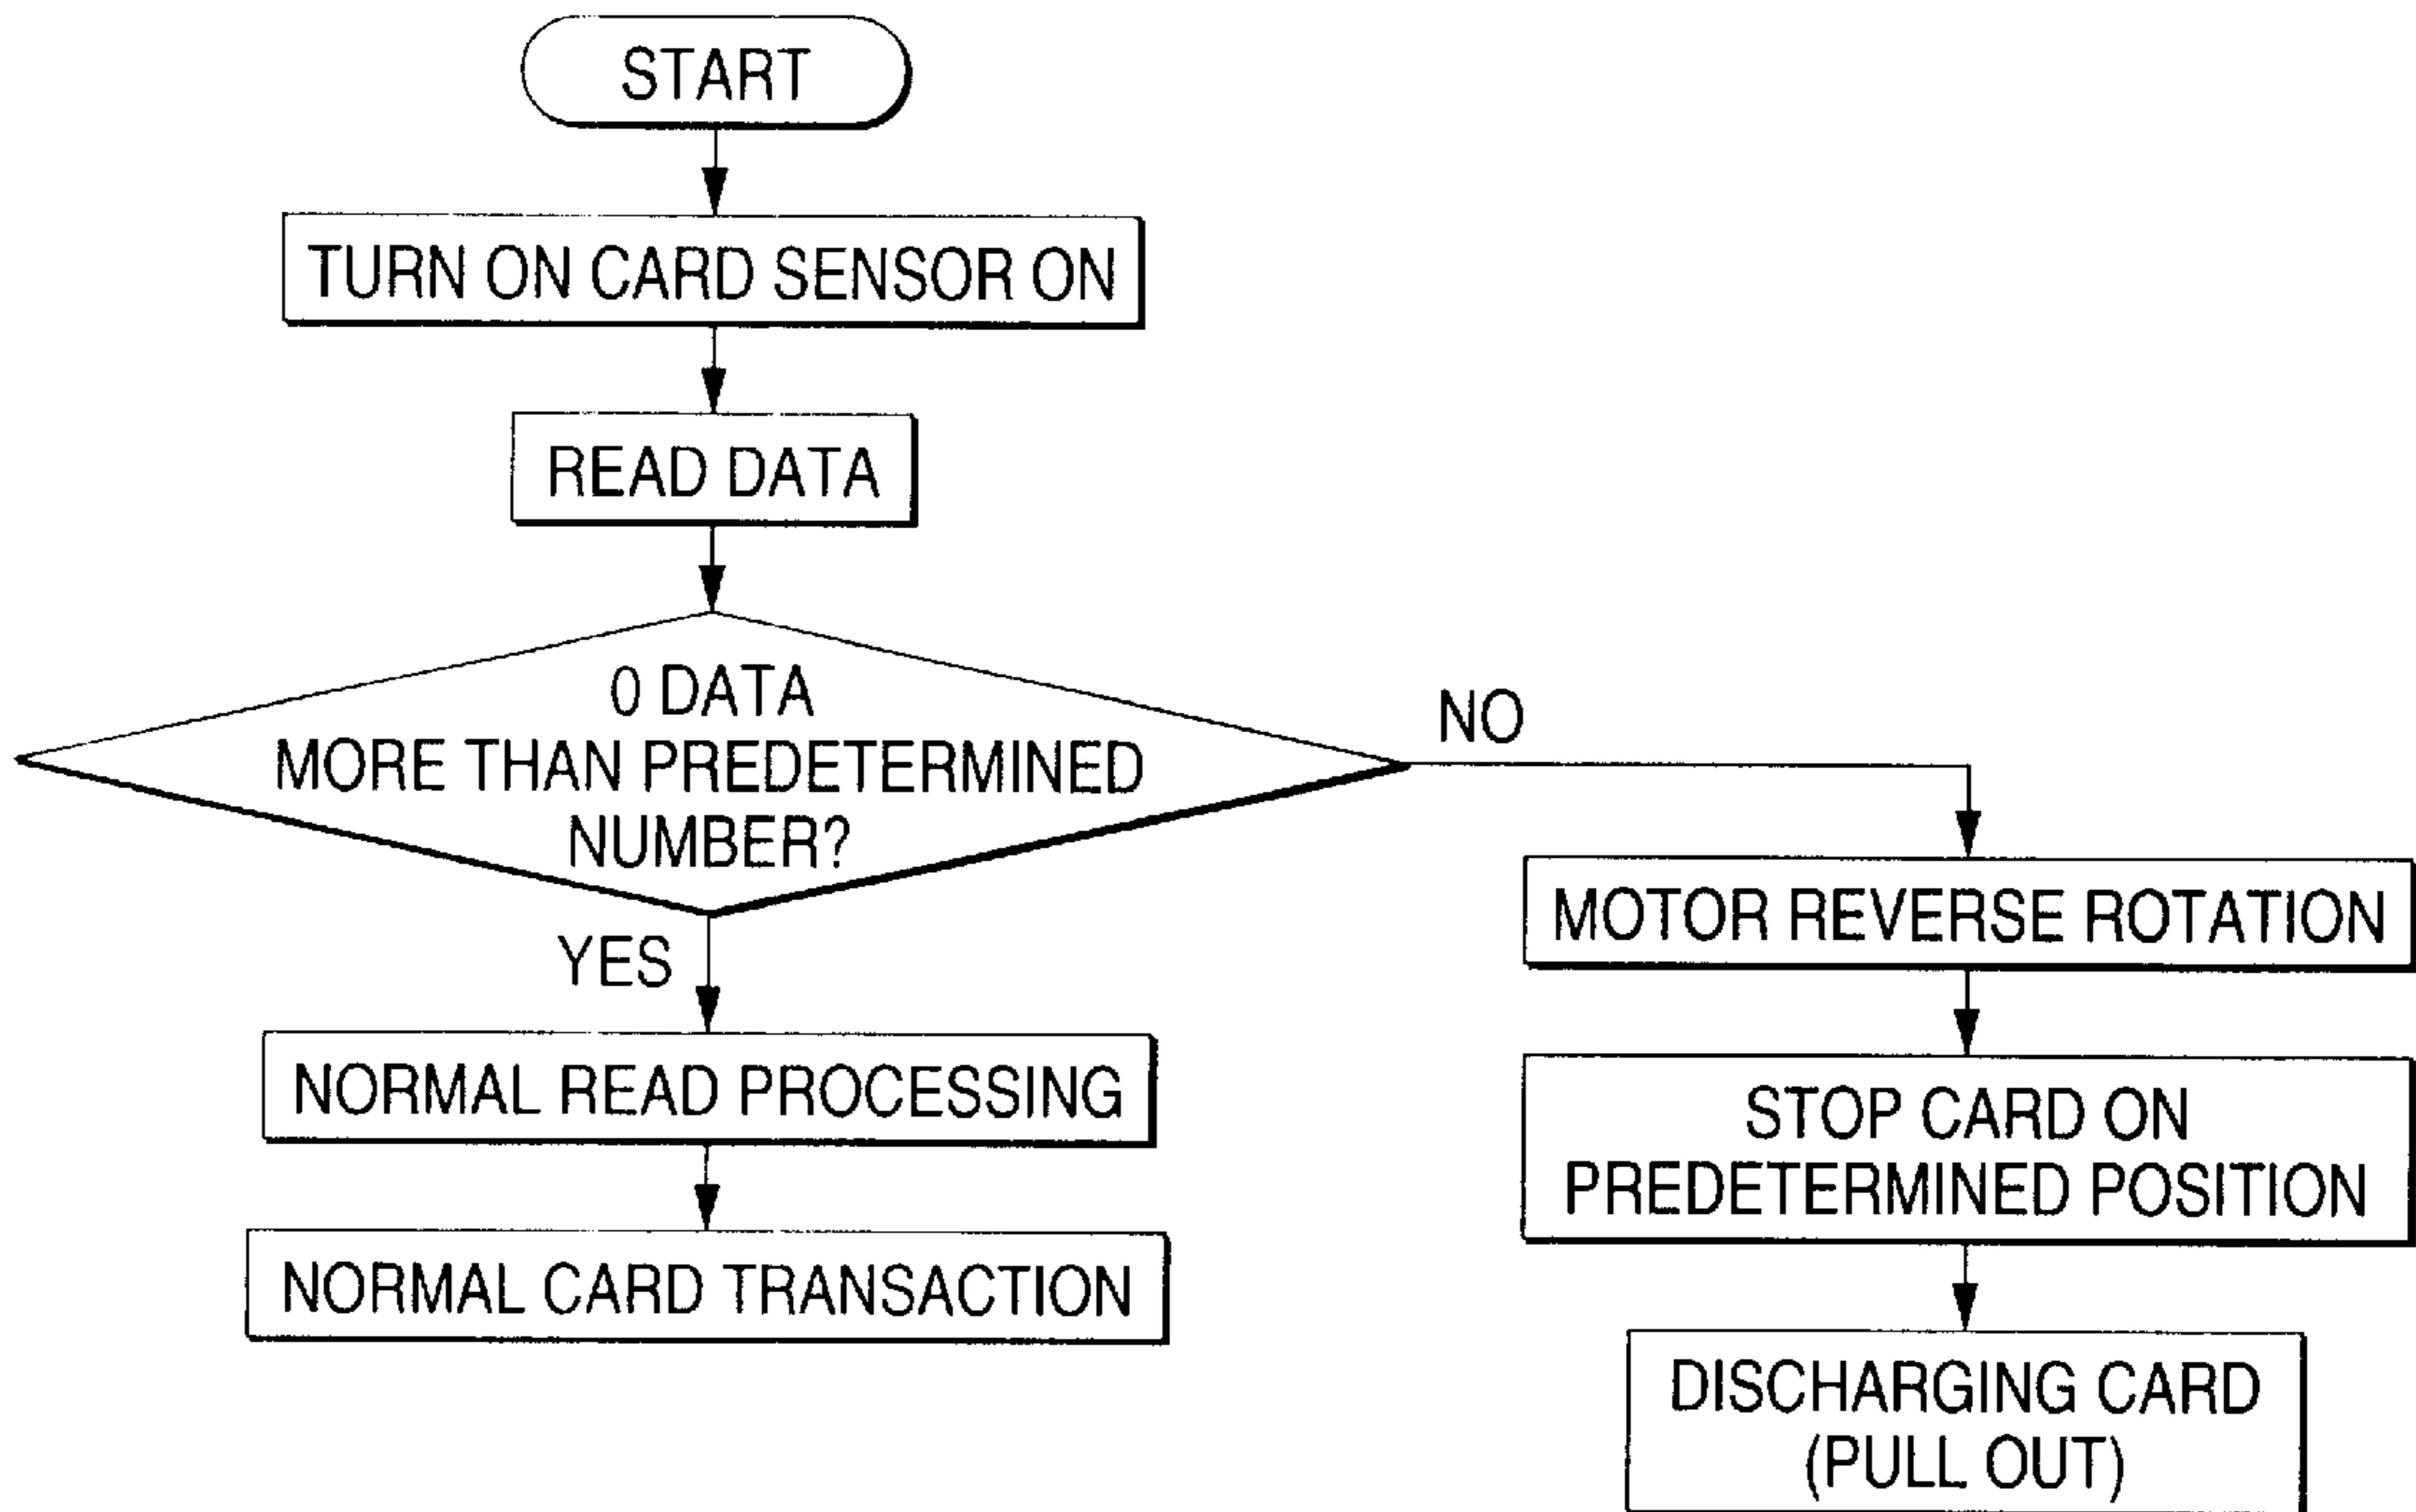 START
TURN ON CARD SENSOR ON
READ DATA
0 DATA
MORE THAN PREDETERMINED
NUMBER?
NO
YES
NORMAL READ PROCESSING
NORMAL CARD TRANSACTION
MOTOR REVERSE ROTATION
STOP CARD ON
PREDETERMINED POSITION
DISCHARGING CARD
(PULL OUT)